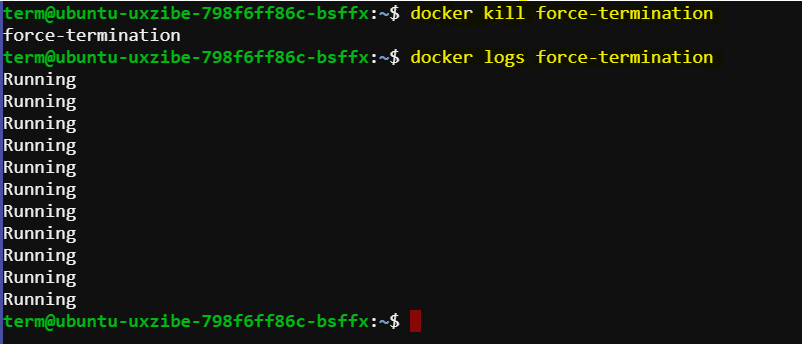 term@ubuntu-uxzibe-798f6ff86c-bsffx:~$ docker kill force-termination
force-termination
term@ubuntu-uxzibe-798f6ff86c-bsffx:~$ docker logs force-termination
Running
Running
Running
Running
Running
Running
Running
Running
Running
Running
Running
term@ubuntu-uxzibe-798f6ff86c-bsffx:~$